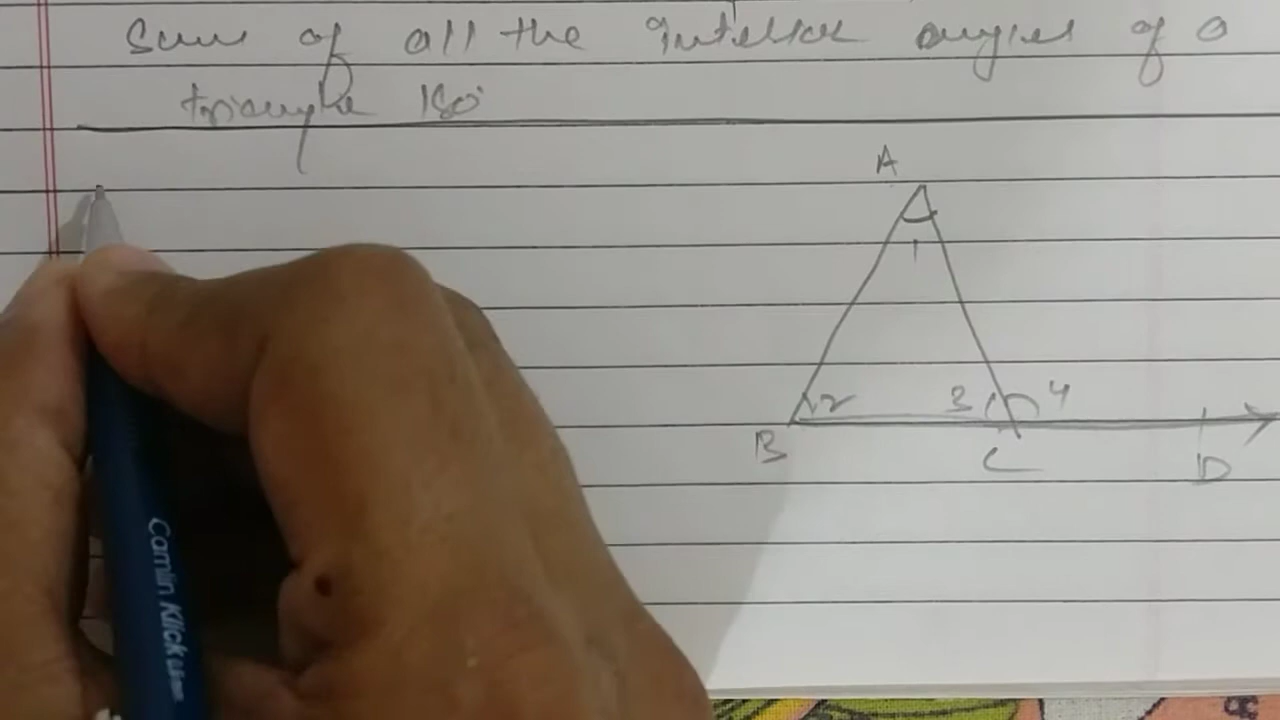 Sum of all the interior angles of a
triangle 180°
A
1
2
3
4
B
C
D
Camlin Klick